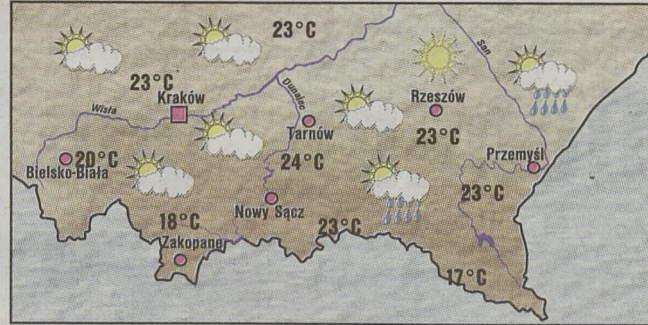 23°C
San
23°C
Kraków
Dunajec
Wisła
Rzeszów
Tarnów
23°C
20°C
Bielsko-Biała
24°C
Przemyśl
23°C
Nowy Sącz
18°C
23°C
Zakopane
17°C